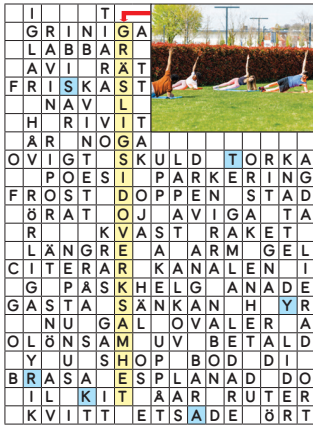 I T
GRINIGA
LABBAR
AVI RÄT
FRISKAST
NAV L
H RIVIT
ÅR NOGA
OVIGT SKULD TORKA
POESI PARKERING
FROST DOPPEN STAD
ÖRAT OJ AVIGA TA
R KVAST RAKET
LÄNGRE A ARM GEL
CITERAR KANALEN I
G PÅSKHELG ANADE
GASTA SÄNKAN H YR
NU GAL OVALER A
OLÖNSAM UV BETALD
Y U SHOP BOD DI
BRASA ESPLANAD DO
IL KIT ÅAR RUTER
KVITT ETSADE ÖRT